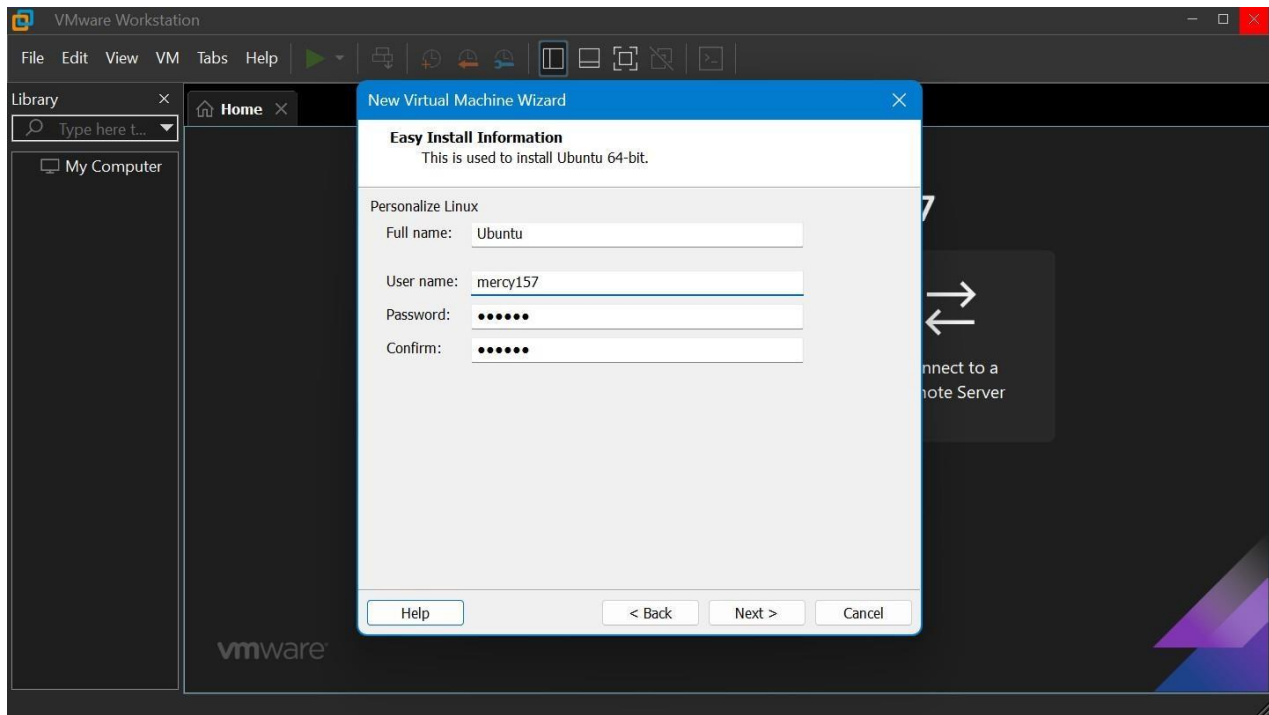 VMware Workstation
File Edit View VM Tabs Help
Library
Type here t...
My Computer
Home
New Virtual Machine Wizard
Easy Install Information
This is used to install Ubuntu 64-bit.
Personalize Linux
Full name: Ubuntu
User name: mercy157
Password: ●●●●●●
Confirm: ●●●●●●
7
nnect to a
note Server
Help < Back Next > Cancel
vmware